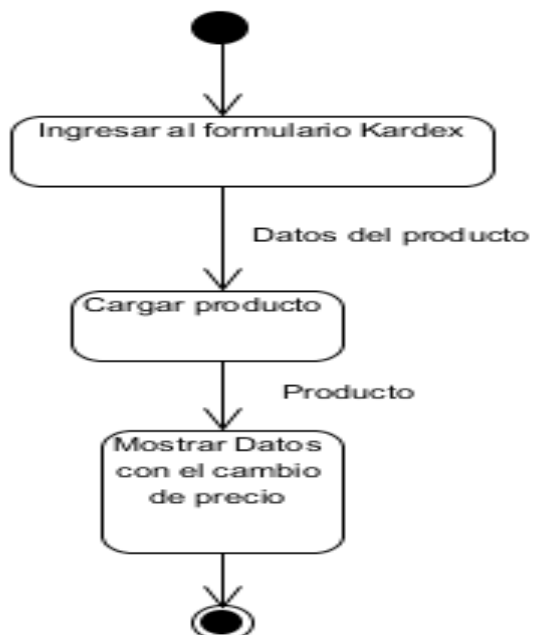 Ingresar al formulario Kardex
Datos del producto
Cargar producto
Producto
Mostrar Datos
con el cambio
de precio